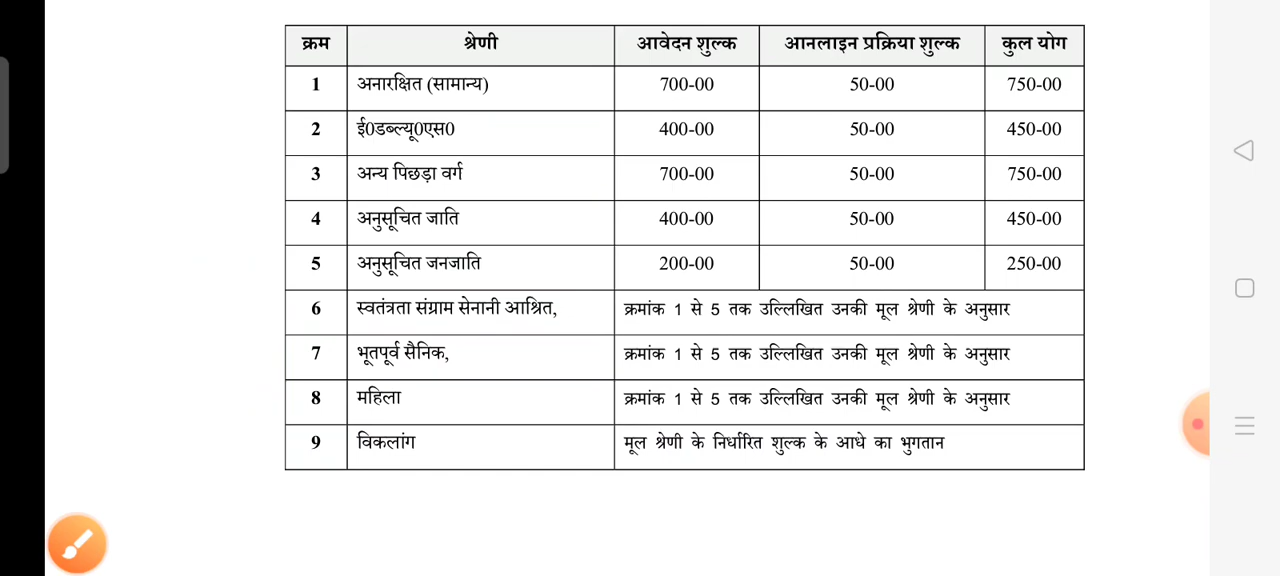 क्रम श्रेणी आवेदन शुल्क आनलाइन प्रक्रिया शुल्क कुल योग
1 अनारक्षित (सामान्य) 700-00 50-00 750-00
2 ई0डब्ल्यू0एस0 400-00 50-00 450-00
3 अन्य पिछड़ा वर्ग 700-00 50-00 750-00
4 अनुसूचित जाति 400-00 50-00 450-00
5 अनुसूचित जनजाति 200-00 50-00 250-00
6 स्वतंत्रता संग्राम सेनानी आश्रित, क्रमांक 1 से 5 तक उल्लिखित उनकी मूल श्रेणी के अनुसार
7 भूतपूर्व सैनिक, क्रमांक 1 से 5 तक उल्लिखित उनकी मूल श्रेणी के अनुसार
8 महिला क्रमांक 1 से 5 तक उल्लिखित उनकी मूल श्रेणी के अनुसार
9 विकलांग मूल श्रेणी के निर्धारित शुल्क के आधे का भुगतान